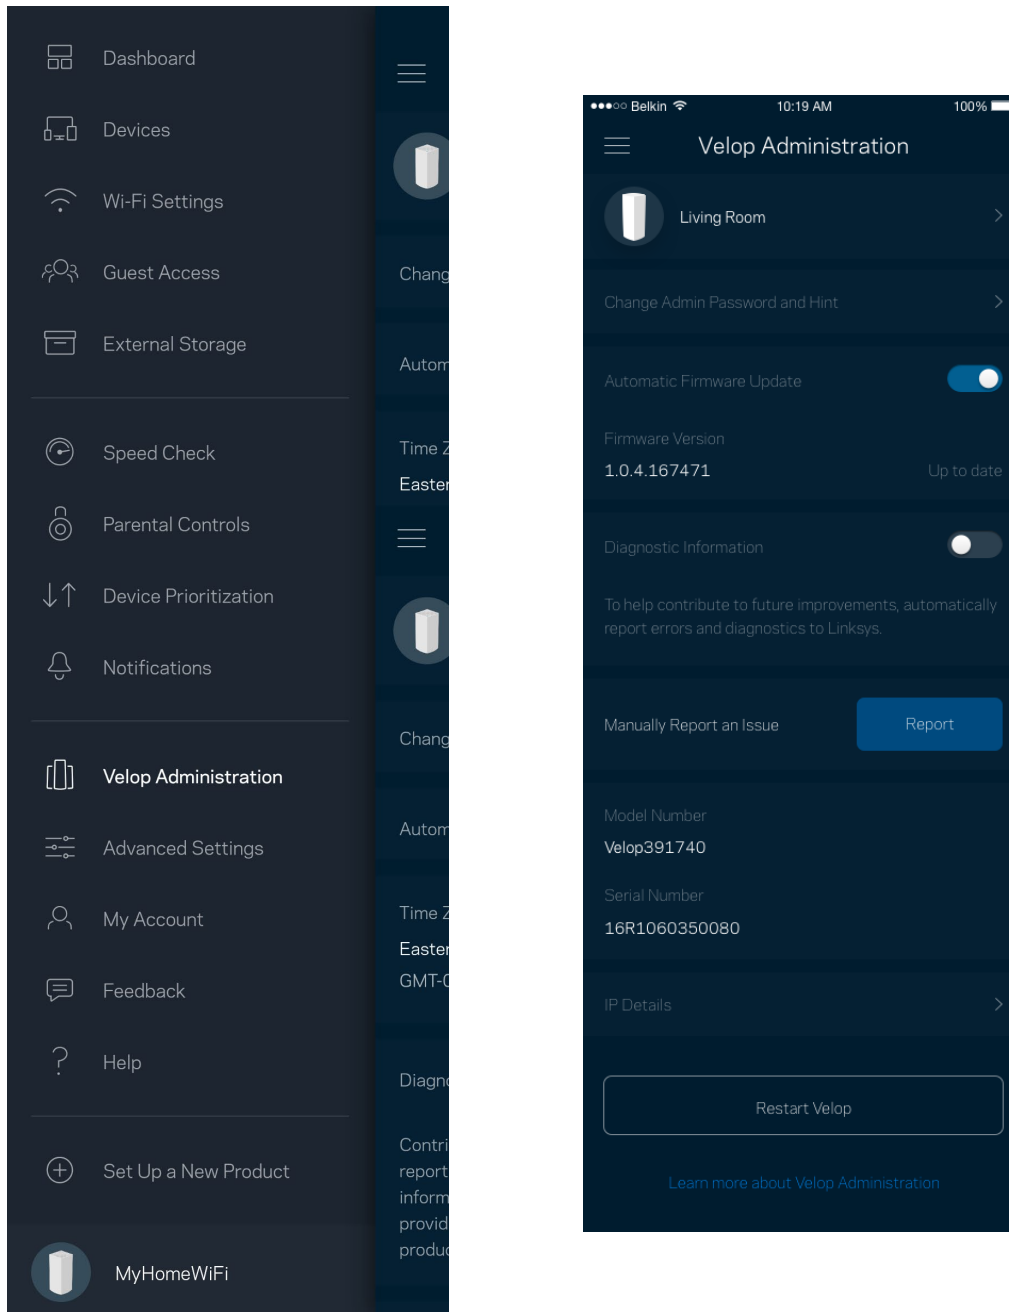 Dashboard
Devices
Wi-Fi Settings
Guest Access
External Storage
Speed Check
Parental Controls
Device Prioritization
Notifications
Velop Administration
Advanced Settings
My Account
Feedback
Help
Set Up a New Product
MyHomeWiFi
Chang
Autom
Time Z
Easter
Chang
Autom
Time Z
Easter
GMT-0
Diagno
Contri
report
inform
provid
produc
Belkin 10:19 AM 100%
Velop Administration
Living Room
Change Admin Password and Hint
Automatic Firmware Update
Firmware Version
1.0.4.167471 Up to date
Diagnostic Information
To help contribute to future improvements, automatically
report errors and diagnostics to Linksys.
Manually Report an Issue Report
Model Number
Velop391740
Serial Number
16R1060350080
IP Details
Restart Velop
Learn more about Velop Administration